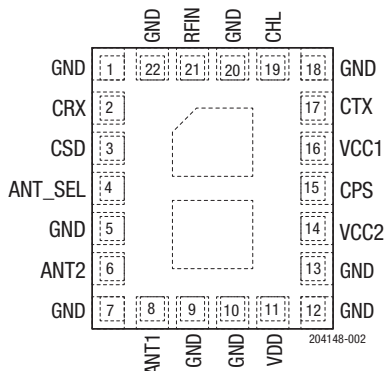 GND
RFIN
GND
CHL
GND 1 22 21 20 19 18 GND
CRX 2 17 CTX
CSD 3 16 VCC1
ANT_SEL 4 15 CPS
GND 5 14 VCC2
ANT2 6 13 GND
GND 7 8 9 10 11 12 GND
ANT1
GND
GND
VDD
204148-002